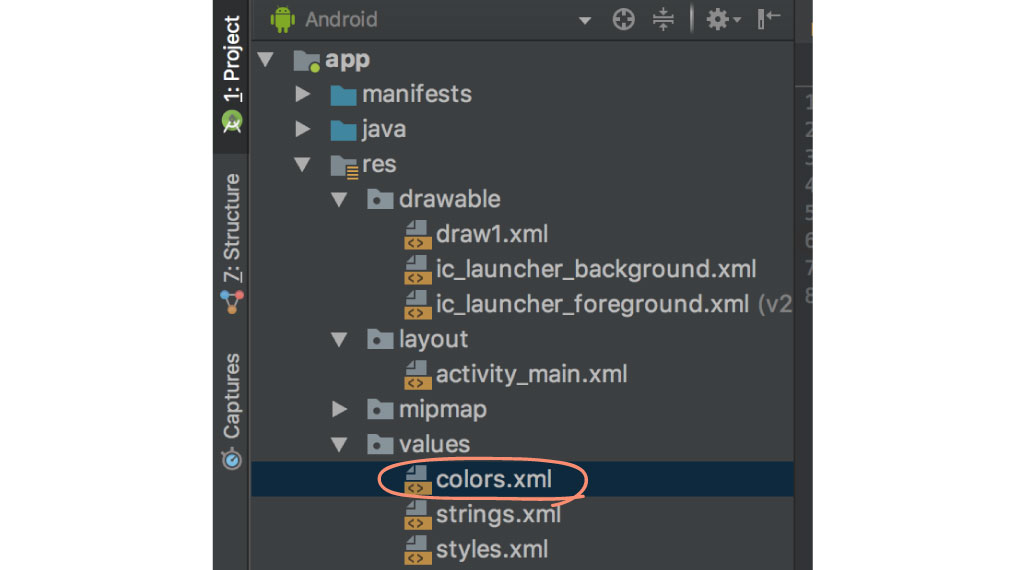 Android
1: Project
7: Structure
Captures
app
manifests
java
res
drawable
draw1.xml
ic_launcher_background.xml
ic_launcher_foreground.xml (v2
layout
activity_main.xml
mipmap
values
colors.xml
strings.xml
styles.xml
1
2
3
4
5
6
7
8